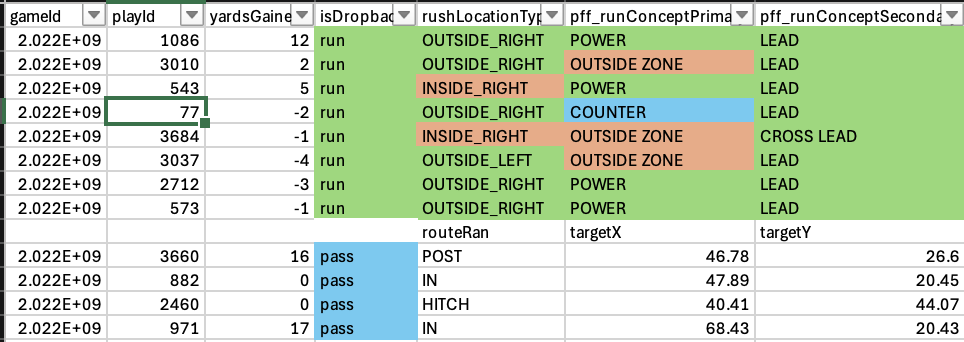 gameId playId yardsGaine isDropbac rushLocationTyp pff_runConceptPrima pff_runConceptSeconda
2.022E+09 1086 12 run OUTSIDE_RIGHT POWER LEAD
2.022E+09 3010 2 run OUTSIDE_RIGHT OUTSIDE ZONE LEAD
2.022E+09 543 5 run INSIDE_RIGHT POWER LEAD
2.022E+09 77 -2 run OUTSIDE_RIGHT COUNTER LEAD
2.022E+09 3684 -1 run INSIDE_RIGHT OUTSIDE ZONE CROSS LEAD
2.022E+09 3037 -4 run OUTSIDE_LEFT OUTSIDE ZONE LEAD
2.022E+09 2712 -3 run OUTSIDE_RIGHT POWER LEAD
2.022E+09 573 -1 run OUTSIDE_RIGHT POWER LEAD
routeRan targetX targetY
2.022E+09 3660 16 pass POST 46.78 26.6
2.022E+09 882 0 pass IN 47.89 20.45
2.022E+09 2460 0 pass HITCH 40.41 44.07
2.022E+09 971 17 pass IN 68.43 20.43